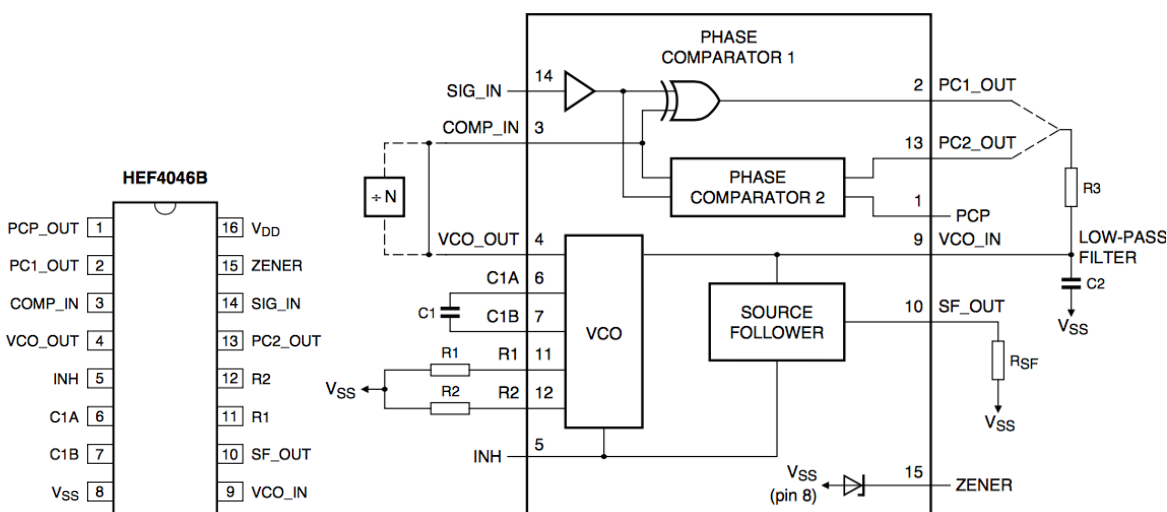 HEF4046B
PCP_OUT 1 16 VDD
PC1_OUT 2 15 ZENER
COMP_IN 3 14 SIG_IN
VCO_OUT 4 13 PC2_OUT
INH 5 12 R2
C1A 6 11 R1
C1B 7 10 SF_OUT
VSS 8 9 VCO_IN
PHASE
COMPARATOR 1
SIG_IN 14
COMP_IN 3
÷ N
VCO_OUT 4
C1A 6
C1
C1B 7
R1 R1 11
VSS
R2 R2 12
INH 5
VCO
PHASE
COMPARATOR 2
SOURCE
FOLLOWER
2 PC1_OUT
13 PC2_OUT
R3
1 PCP
9 VCO_IN
LOW-PASS
FILTER
C2
VSS
10 SF_OUT
RSF
VSS
VSS
(pin 8)
15 ZENER